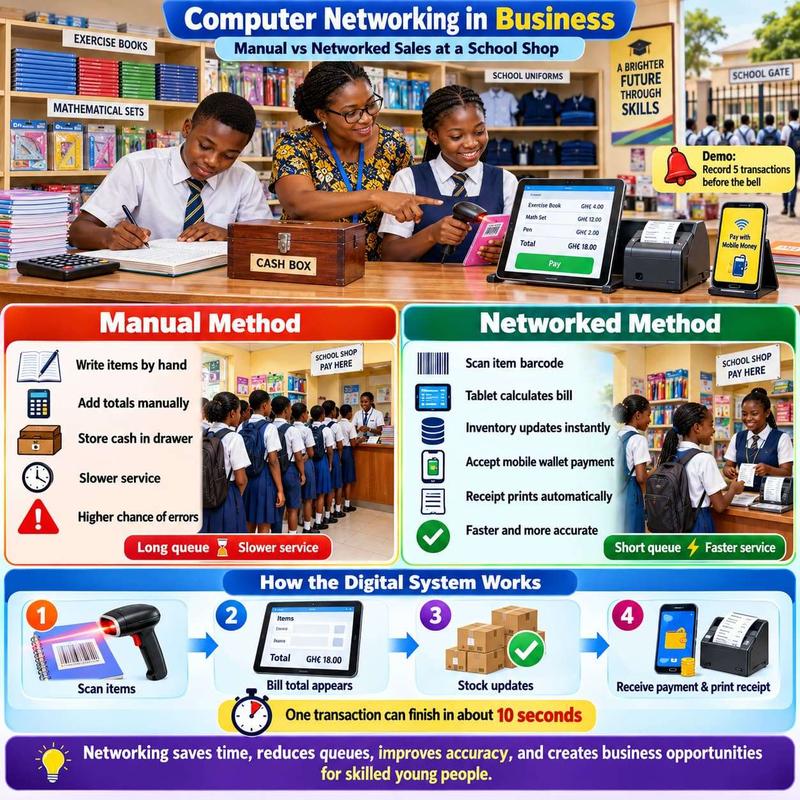 Computer Networking in Business
Manual vs Networked Sales at a School Shop
EXERCISE BOOKS
MATHEMATICAL SETS
SCHOOL UNIFORMS
A BRIGHTER
FUTURE
THROUGH
SKILLS
SCHOOL GATE
Demo:
Record 5 transactions
before the bell
CASH BOX
Exercise Book GH₵ 4.00
Math Set GH₵ 12.00
Pen GH₵ 2.00
Total GH₵ 18.00
Pay
Pay with
Mobile Money
Manual Method
Write items by hand
Add totals manually
Store cash in drawer
Slower service
Higher chance of errors
SCHOOL SHOP
PAY HERE
Long queue Slower service
Networked Method
Scan item barcode
Tablet calculates bill
Inventory updates instantly
Accept mobile wallet payment
Receipt prints automatically
Faster and more accurate
SCHOOL SHOP
PAY HERE
Short queue Faster service
How the Digital System Works
1
Scan items
2
Items
Total GH₵ 18.00
Bill total appears
3
Stock updates
4
Receive payment & print receipt
One transaction can finish in about 10 seconds
Networking saves time, reduces queues, improves accuracy, and creates business opportunities
for skilled young people.